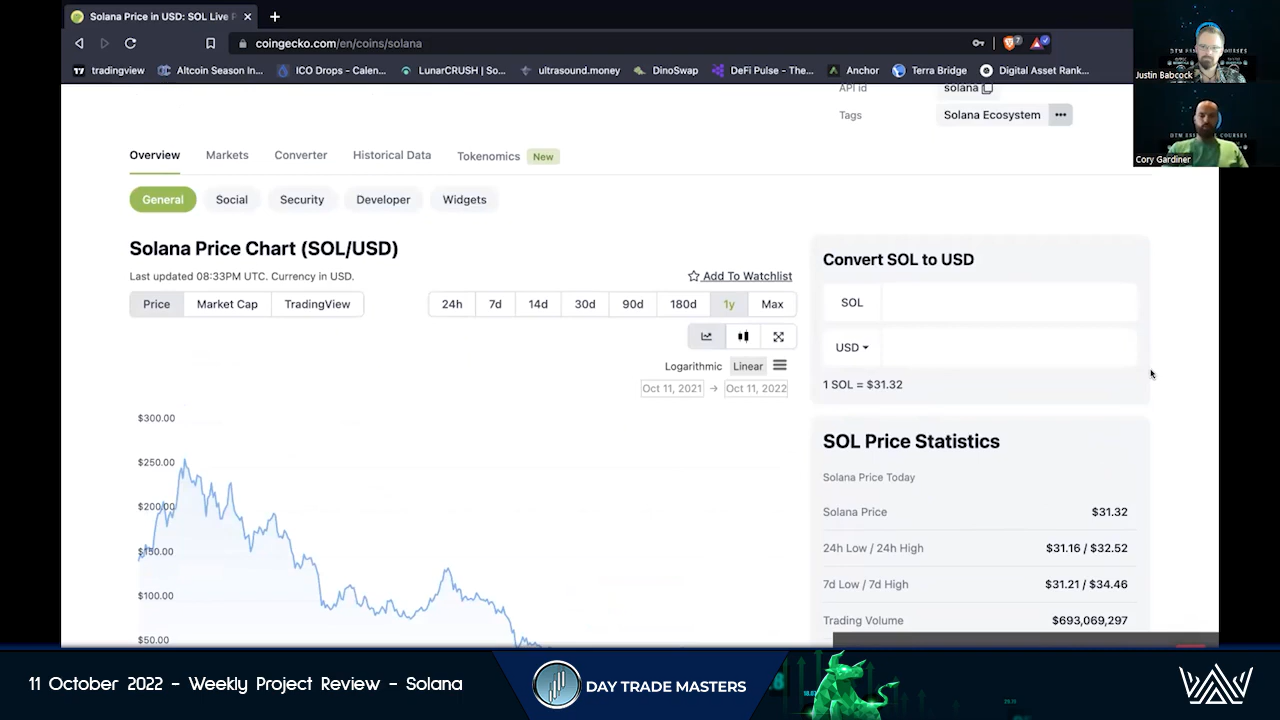 Solana Price in USD: SOL Live P
coingecko.com/en/coins/solana
tradingview
Altcoin Season In...
ICO Drops - Calen...
LunarCRUSH | So...
ultrasound.money
DinoSwap
DeFi Pulse - The...
Anchor
Terra Bridge
Digital Asset Rank...
Justin Babcock
Cory Gardiner
API id
solana
Tags
Solana Ecosystem
Overview
Markets
Converter
Historical Data
Tokenomics
New
General
Social
Security
Developer
Widgets
Solana Price Chart (SOL/USD)
Last updated 08:33PM UTC. Currency in USD.
Add To Watchlist
Price
Market Cap
TradingView
24h
7d
14d
30d
90d
180d
1y
Max
Logarithmic
Linear
Oct 11, 2021 → Oct 11, 2022
$300.00
$250.00
$200.00
$150.00
$100.00
$50.00
Convert SOL to USD
SOL
USD
1 SOL = $31.32
SOL Price Statistics
Solana Price Today
Solana Price
$31.32
24h Low / 24h High
$31.16 / $32.52
7d Low / 7d High
$31.21 / $34.46
Trading Volume
$693,069,297
11 October 2022 - Weekly Project Review - Solana
DAY TRADE MASTERS